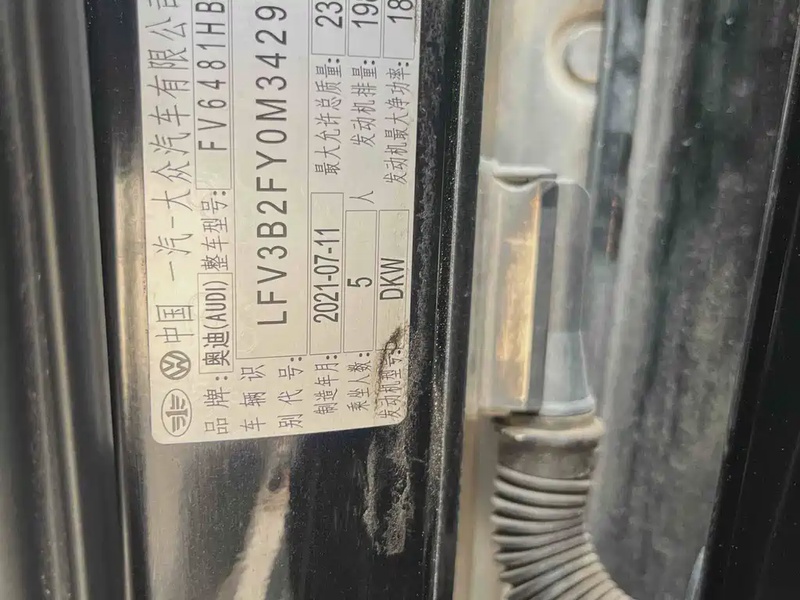 中国 一汽-大众汽车有限公司
品牌: 奥迪(AUDI) 整车型号: FV6481HB
车辆识别代号: LFV3B2FY0M3429
制造年月: 2021-07-11 最大允许总质量: 23
乘坐人数: 5 人 发动机排量: 198
发动机型号: DKW 发动机最大净功率: 18